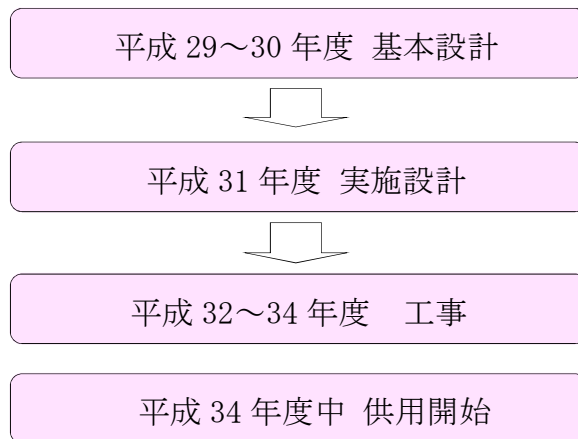 平成 29～30 年度 基本設計
平成 31 年度 実施設計
平成 32～34 年度　工事
平成 34 年度中 供用開始